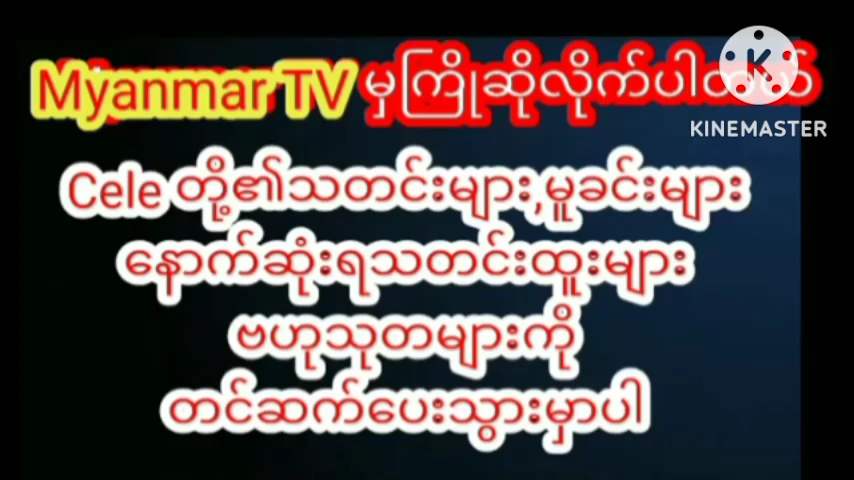 Myanmar TV မှကြိုဆိုလိုက်ပါတယ်
KINEMASTER
Cele တို့၏သတင်းများ,မူခင်းများ
နောက်ဆုံးရသတင်းထူးများ
ဗဟုသုတများကို
တင်ဆက်ပေးသွားမှာပါ